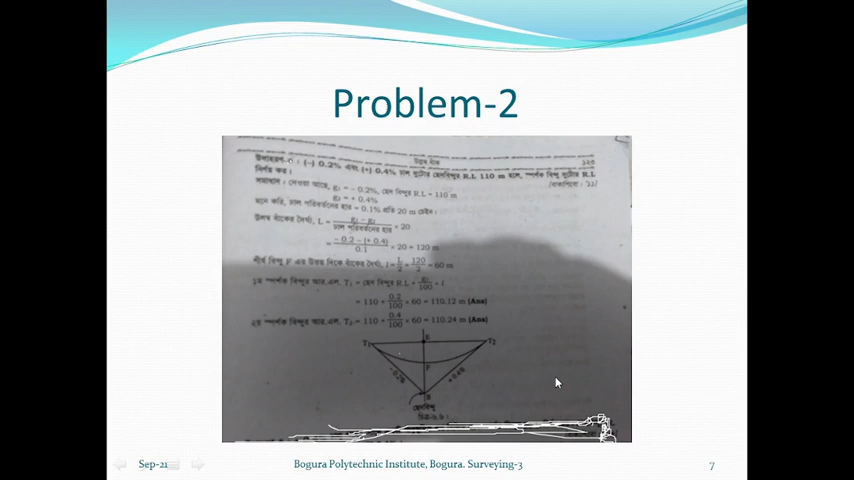 Problem-2
উলম্ব বাঁক ১২৩
উদাহরণ : (−) 0.2% এবং (+) 0.4% ঢাল দুটোর ছেদবিন্দুর R.L 110 m হলে, স্পর্শক বিন্দু দুটোর R.L
নির্ণয় কর।
সমাধান : দেওয়া আছে, g₁ = − 0.2%, ছেদ বিন্দুর R.L = 110 m
g₂ = + 0.4%
মনে করি, ঢাল পরিবর্তনের হার = 0.1% প্রতি 20 m চেইন।
উলম্ব বাঁকের দৈর্ঘ্য, L = g₁ − g₂ / ঢাল পরিবর্তনের হার × 20
= − 0.2 − (+ 0.4) / 0.1 × 20 = 120 m
শীর্ষ বিন্দু F এর উভয় দিকে বাঁকের দৈর্ঘ্য, l = L/2 = 120/2 = 60 m
১ম স্পর্শক বিন্দুর আর.এল. T₁ = ছেদ বিন্দুর R.L + g₁/100 × l
= 110 + 0.2/100 × 60 = 110.12 m (Ans)
২য় স্পর্শক বিন্দুর আর.এল. T₂ = 110 + 0.4/100 × 60 = 110.24 m (Ans)
T₁ E T₂
F
B
ছেদবিন্দু
Sep-21 Bogura Polytechnic Institute, Bogura. Surveying-3 7